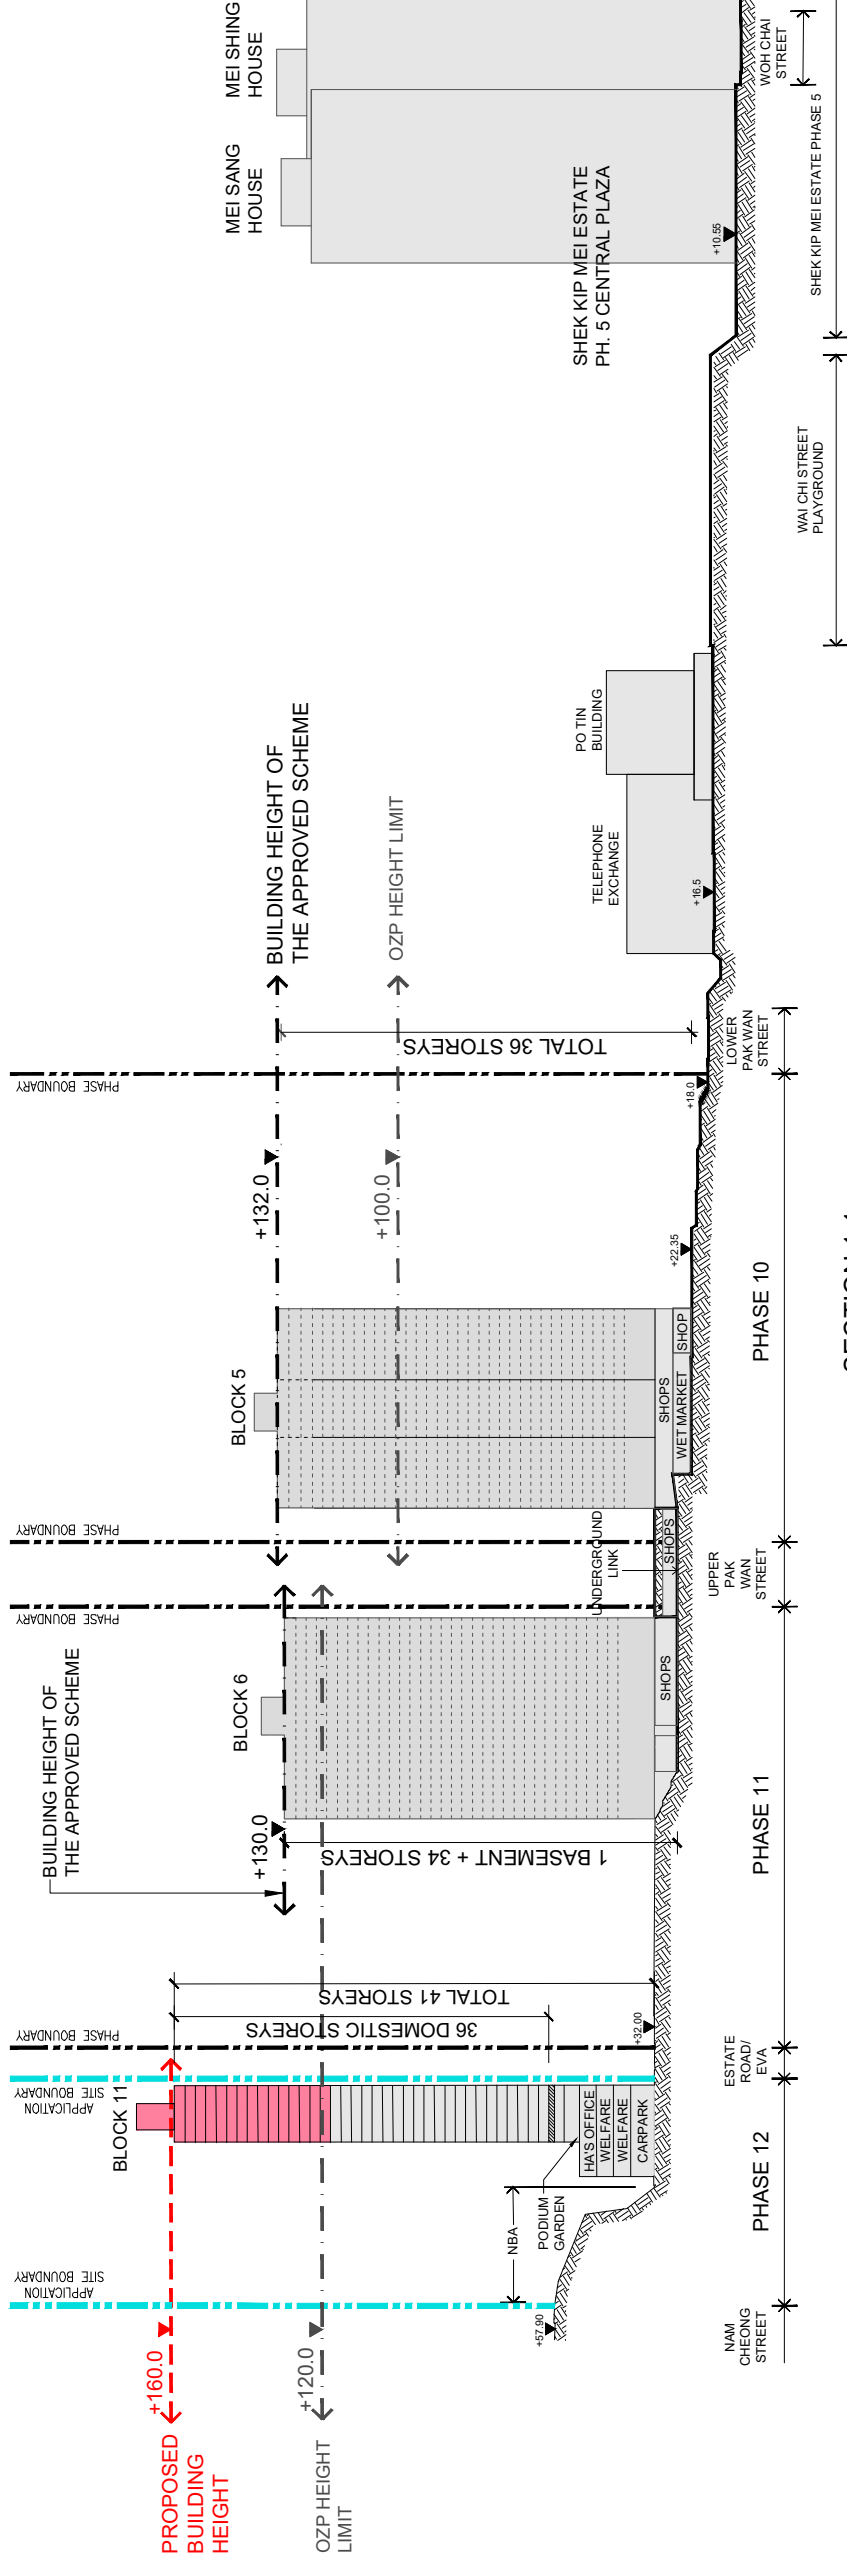 MEI SHING
HOUSE
MEI SANG
HOUSE
SHEK KIP MEI ESTATE
PH. 5 CENTRAL PLAZA
WOH CHAI
STREET
+10.55
SHEK KIP MEI ESTATE PHASE 5
WAI CHI STREET
PLAYGROUND
PO TIN
BUILDING
TELEPHONE
EXCHANGE
+16.5
BUILDING HEIGHT OF
THE APPROVED SCHEME
OZP HEIGHT LIMIT
TOTAL 36 STOREYS
LOWER
PAK WAN
STREET
PHASE BOUNDARY
+18.0
+132.0
+100.0
+22.35
PHASE 10
BLOCK 5
SHOPS
WET MARKET
SHOP
PHASE BOUNDARY
UNDERGROUND
LINK
SHOPS
UPPER
PAK
WAN
STREET
PHASE BOUNDARY
BUILDING HEIGHT OF
THE APPROVED SCHEME
BLOCK 6
SHOPS
+130.0
1 BASEMENT + 34 STOREYS
PHASE 11
TOTAL 41 STOREYS
36 DOMESTIC STOREYS
+32.00
PHASE BOUNDARY
ESTATE
ROAD/
EVA
APPLICATION
SITE BOUNDARY
BLOCK 11
HA'S OFFICE
WELFARE
WELFARE
CARPARK
PODIUM
GARDEN
NBA
PHASE 12
APPLICATION
SITE BOUNDARY
+57.90
NAM
CHEONG
STREET
+160.0
+120.0
PROPOSED
BUILDING
HEIGHT
OZP HEIGHT
LIMIT